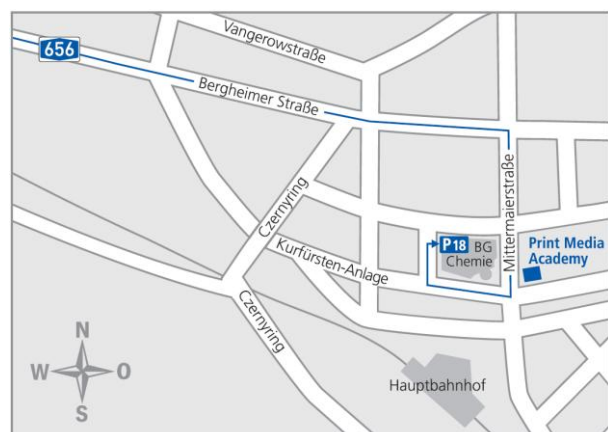 656
Vangerowstraße
Bergheimer Straße
Czernyring
Mittermaierstraße
P18 BG
Chemie
Print Media
Academy
Kurfürsten-Anlage
Czernyring
Hauptbahnhof
N
W O
S